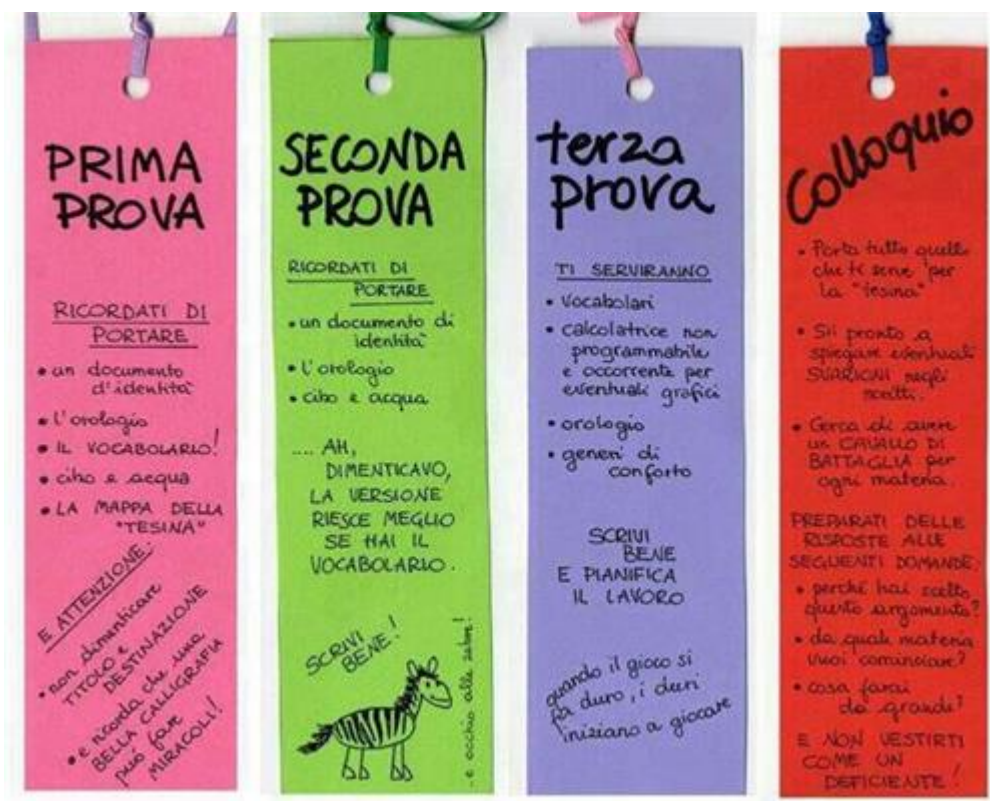 PRIMA
PROVA
RICORDATI DI
PORTARE
• un documento
d'identità
• l'orologio
• IL VOCABOLARIO!
• cibo e acqua
• LA MAPPA DELLA
"TESINA"
E ATTENZIONE:
• non dimenticare
TITOLO e
DESTINAZIONE
• e ricorda che una
BELLA CALLIGRAFIA
può fare
MIRACOLI!
SECONDA
PROVA
RICORDATI DI
PORTARE
• un documento di
identità
• l'orologio
• cibo e acqua
.... AH,
DIMENTICAVO,
LA VERSIONE
RIESCE MEGLIO
SE HAI IL
VOCABOLARIO.
SCRIVI
BENE!
..e occhio alle zebre!
terza
prova
TI SERVIRANNO
• vocabolari
• calcolatrice non
programmabile
e occorrente per
eventuali grafici
• orologio
• generi di
conforto
SCRIVI
BENE
E PIANIFICA
IL LAVORO
quando il gioco si
fa duro, i duri
iniziano a giocare
Colloquio
• Porta tutto quello
che ti serve per
la "tesina"
• Sii pronto a
spiegare eventuali
SVARIONI negli
scritti.
• Cerca di avere
un CAVALLO DI
BATTAGLIA per
ogni materia.
PREPARATI DELLE
RISPOSTE ALLE
SEGUENTI DOMANDE:
• perché hai scelto
questo argomento?
• da quale materia
vuoi cominciare?
• cosa farai
da grande?
E NON VESTIRTI
COME UN
DEFICIENTE!